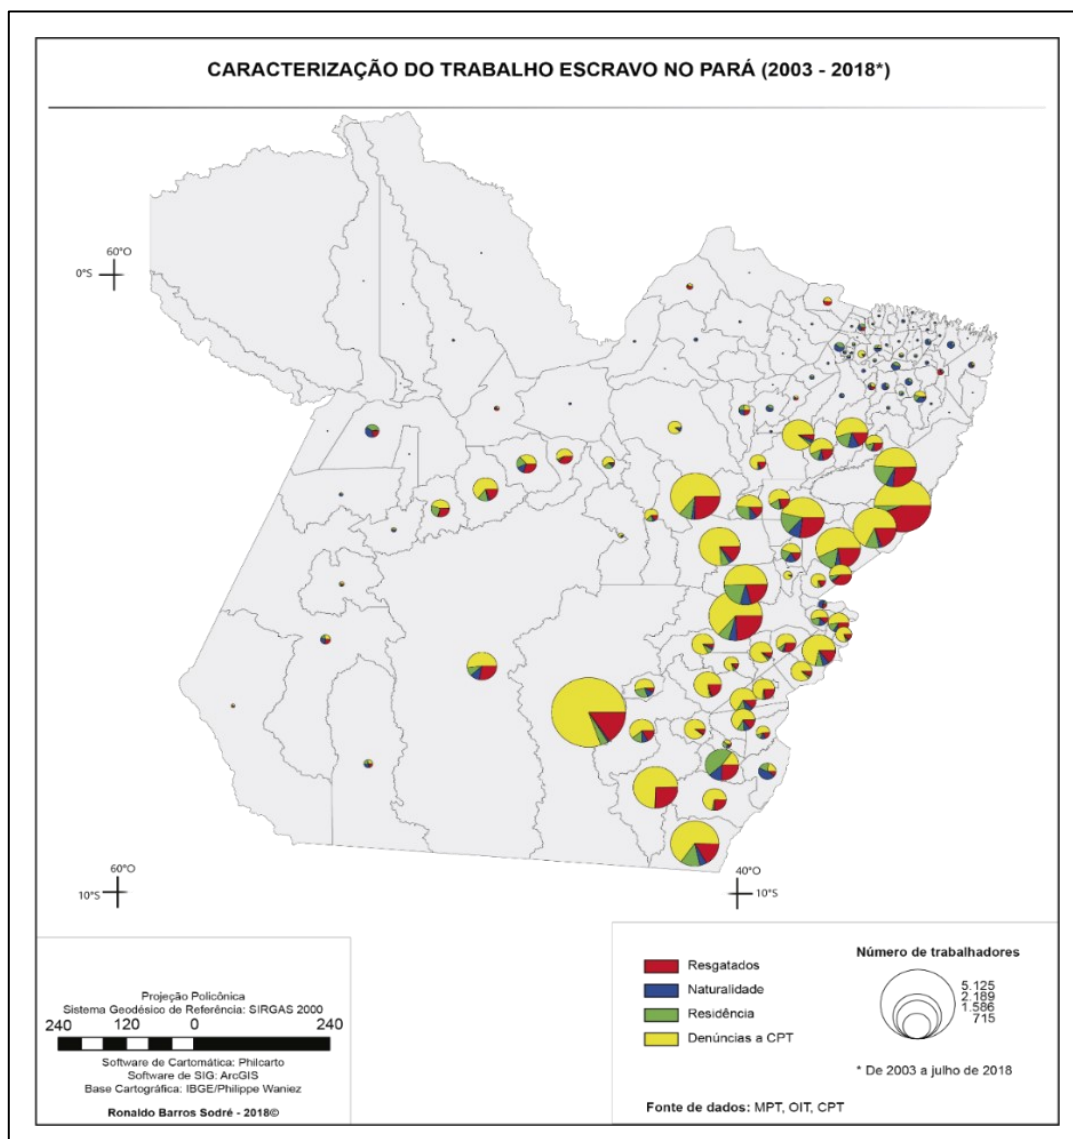 CARACTERIZAÇÃO DO TRABALHO ESCRAVO NO PARÁ (2003 - 2018*)
60°O
0°S
60°O
10°S
40°O
10°S
Projeção Policônica
Sistema Geodésico de Referência: SIRGAS 2000
240 120 0 240
Software de Cartomática: Philcarto
Software de SIG: ArcGIS
Base Cartográfica: IBGE/Philippe Waniez
Ronaldo Barros Sodré - 2018©
Resgatados
Naturalidade
Residência
Denúncias a CPT
Número de trabalhadores
5.125
2.189
1.586
715
* De 2003 a julho de 2018
Fonte de dados: MPT, OIT, CPT